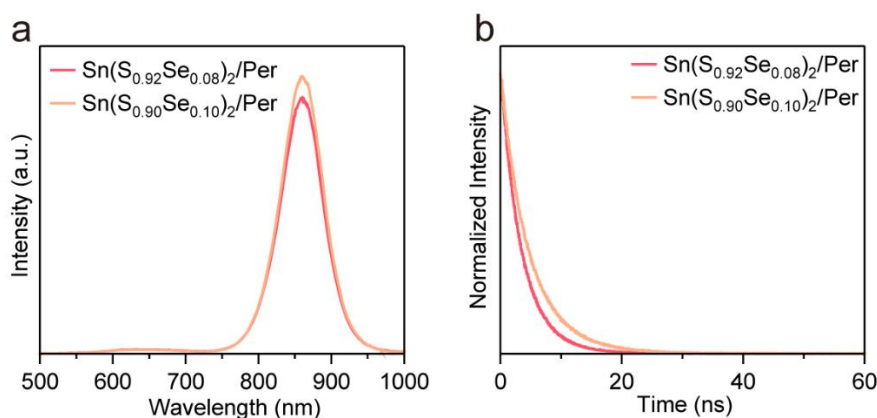 a
Sn(S0.92Se0.08)2/Per
Sn(S0.90Se0.10)2/Per
Intensity (a.u.)
500 600 700 800 900 1000
Wavelength (nm)
b
Sn(S0.92Se0.08)2/Per
Sn(S0.90Se0.10)2/Per
Normalized Intensity
0 20 40 60
Time (ns)